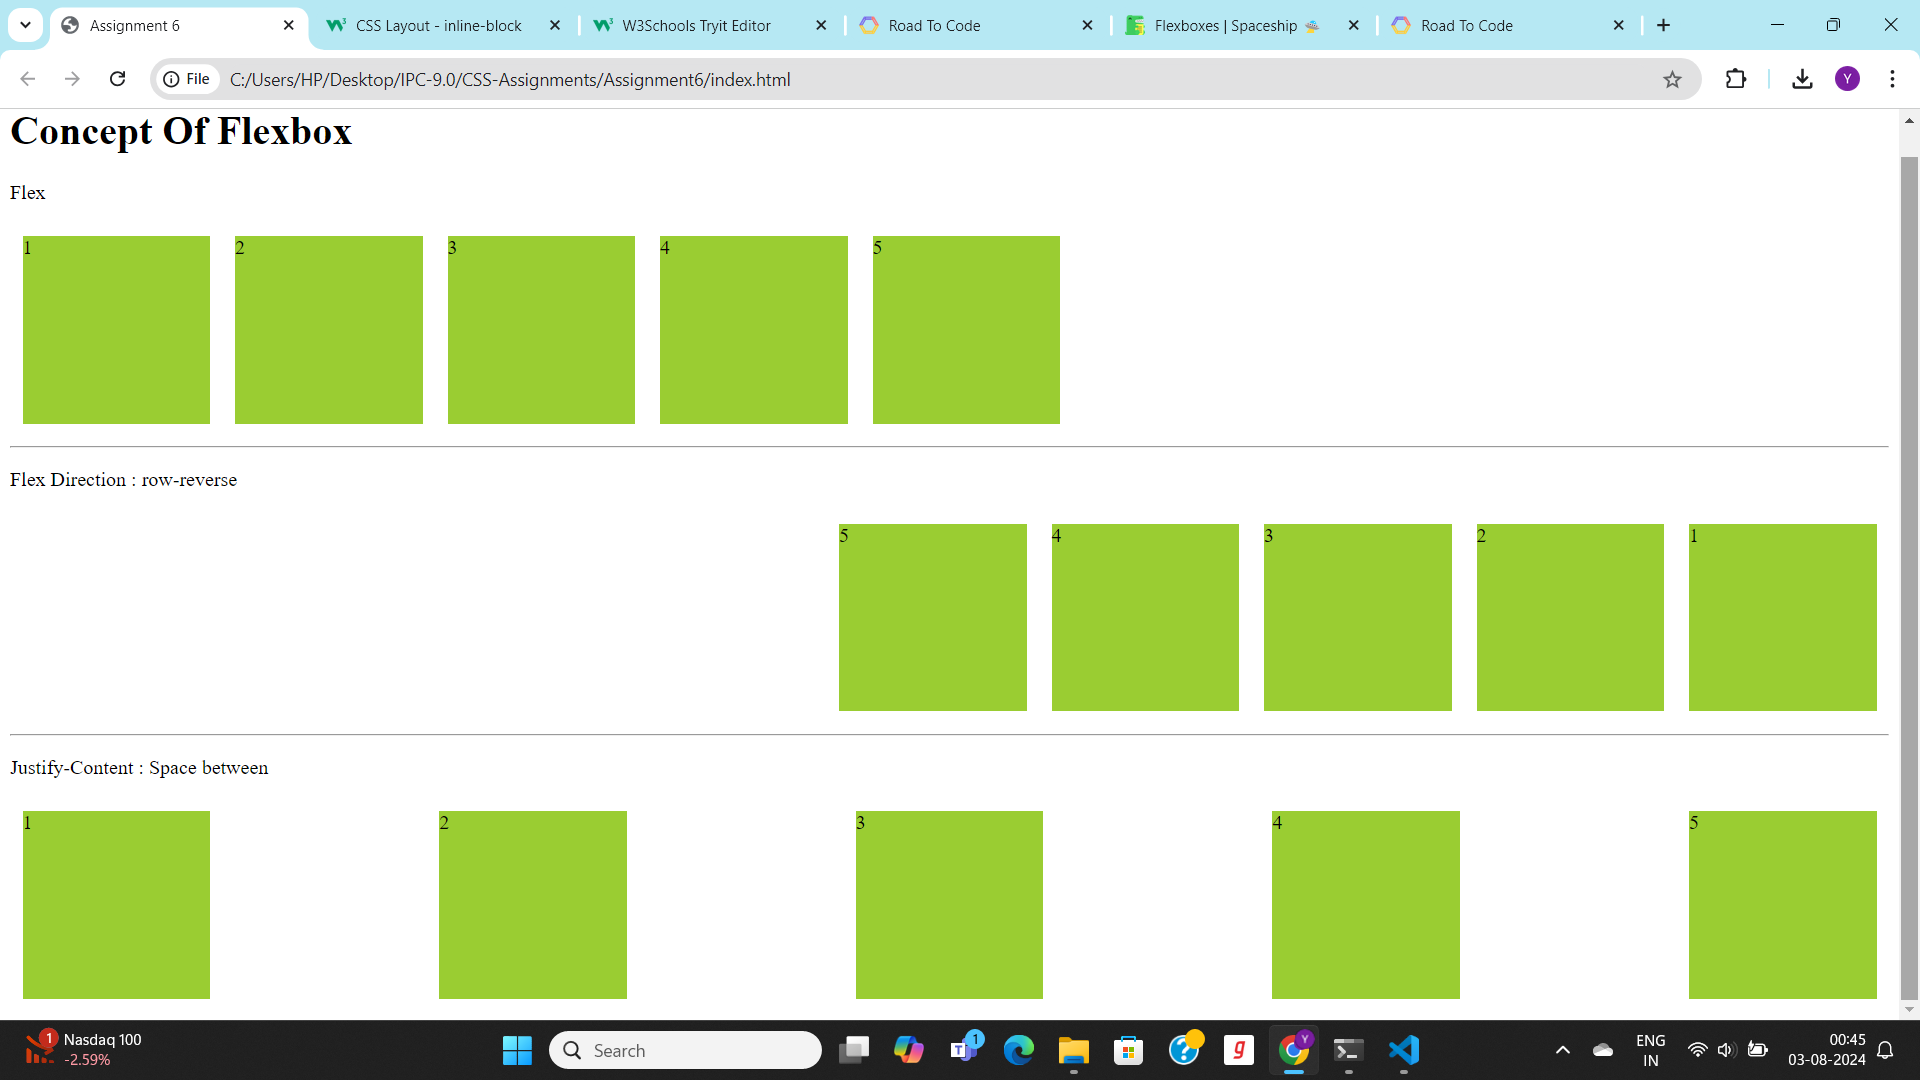 Assignment 6
CSS Layout - inline-block
W3Schools Tryit Editor
Road To Code
Flexboxes | Spaceship
Road To Code
File
C:/Users/HP/Desktop/IPC-9.0/CSS-Assignments/Assignment6/index.html
Y
Concept Of Flexbox
Flex
1 2 3 4 5
Flex Direction : row-reverse
5 4 3 2 1
Justify-Content : Space between
1 2 3 4 5
1
Nasdaq 100
-2.59%
Search
1
T
g
Y
ENG
IN
00:45
03-08-2024